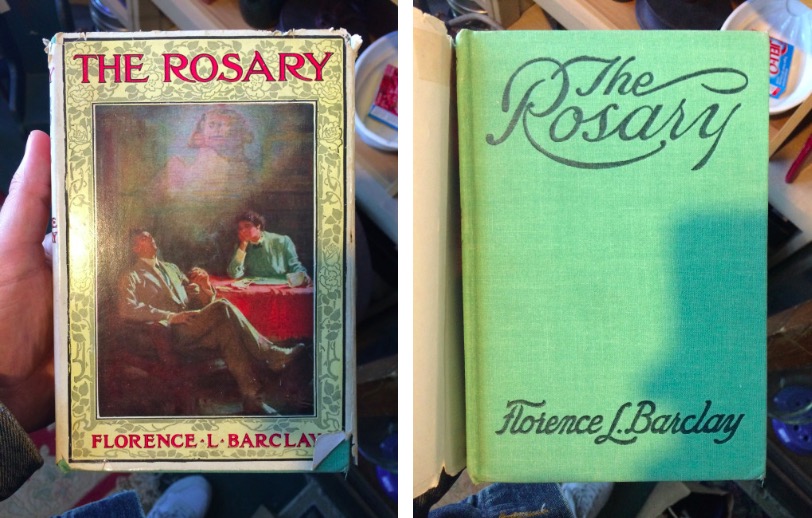 THE ROSARY
FLORENCE · L · BARCLAY
The
Rosary
Florence L. Barclay